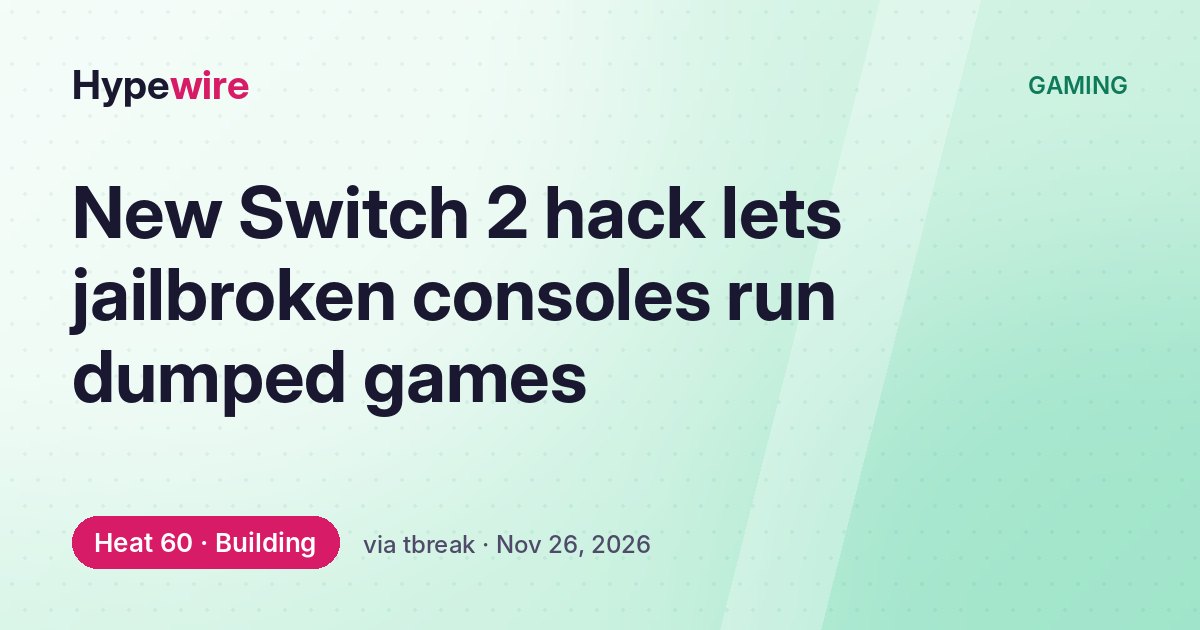 Hypewire
GAMING
New Switch 2 hack lets
jailbroken consoles run
dumped games
Heat 60 · Building
via tbreak · Nov 26, 2026